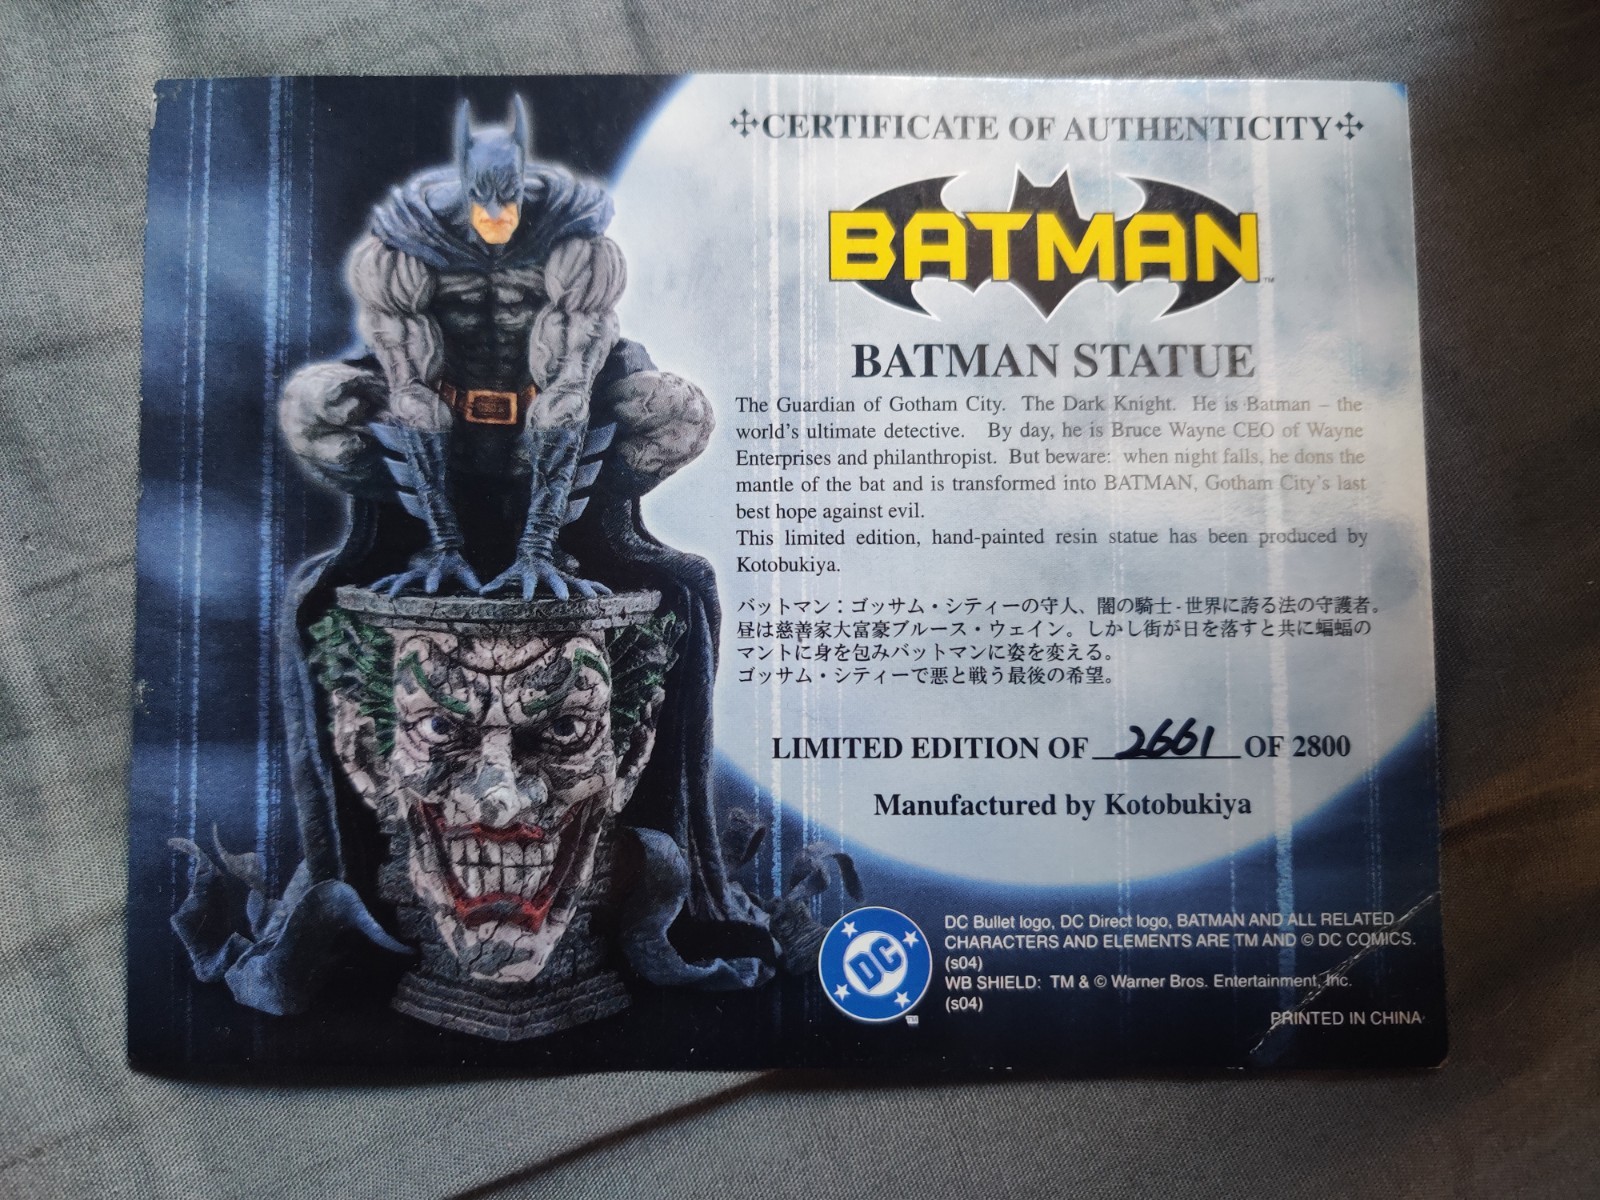 CERTIFICATE OF AUTHENTICITY
BATMAN™
BATMAN STATUE
The Guardian of Gotham City. The Dark Knight. He is Batman – the
world's ultimate detective. By day, he is Bruce Wayne CEO of Wayne
Enterprises and philanthropist. But beware: when night falls, he dons the
mantle of the bat and is transformed into BATMAN, Gotham City's last
best hope against evil.
This limited edition, hand-painted resin statue has been produced by
Kotobukiya.
バットマン：ゴッサム・シティーの守人、闇の騎士 - 世界に誇る法の守護者。
昼は慈善家大富豪ブルース・ウェイン。しかし街が日を落すと共に蝙蝠の
マントに身を包みバットマンに姿を変える。
ゴッサム・シティーで悪と戦う最後の希望。
LIMITED EDITION OF 2661 OF 2800
Manufactured by Kotobukiya
DC
DC Bullet logo, DC Direct logo, BATMAN AND ALL RELATED
CHARACTERS AND ELEMENTS ARE TM AND © DC COMICS.
(s04)
WB SHIELD: TM & © Warner Bros. Entertainment, Inc.
(s04)
PRINTED IN CHINA